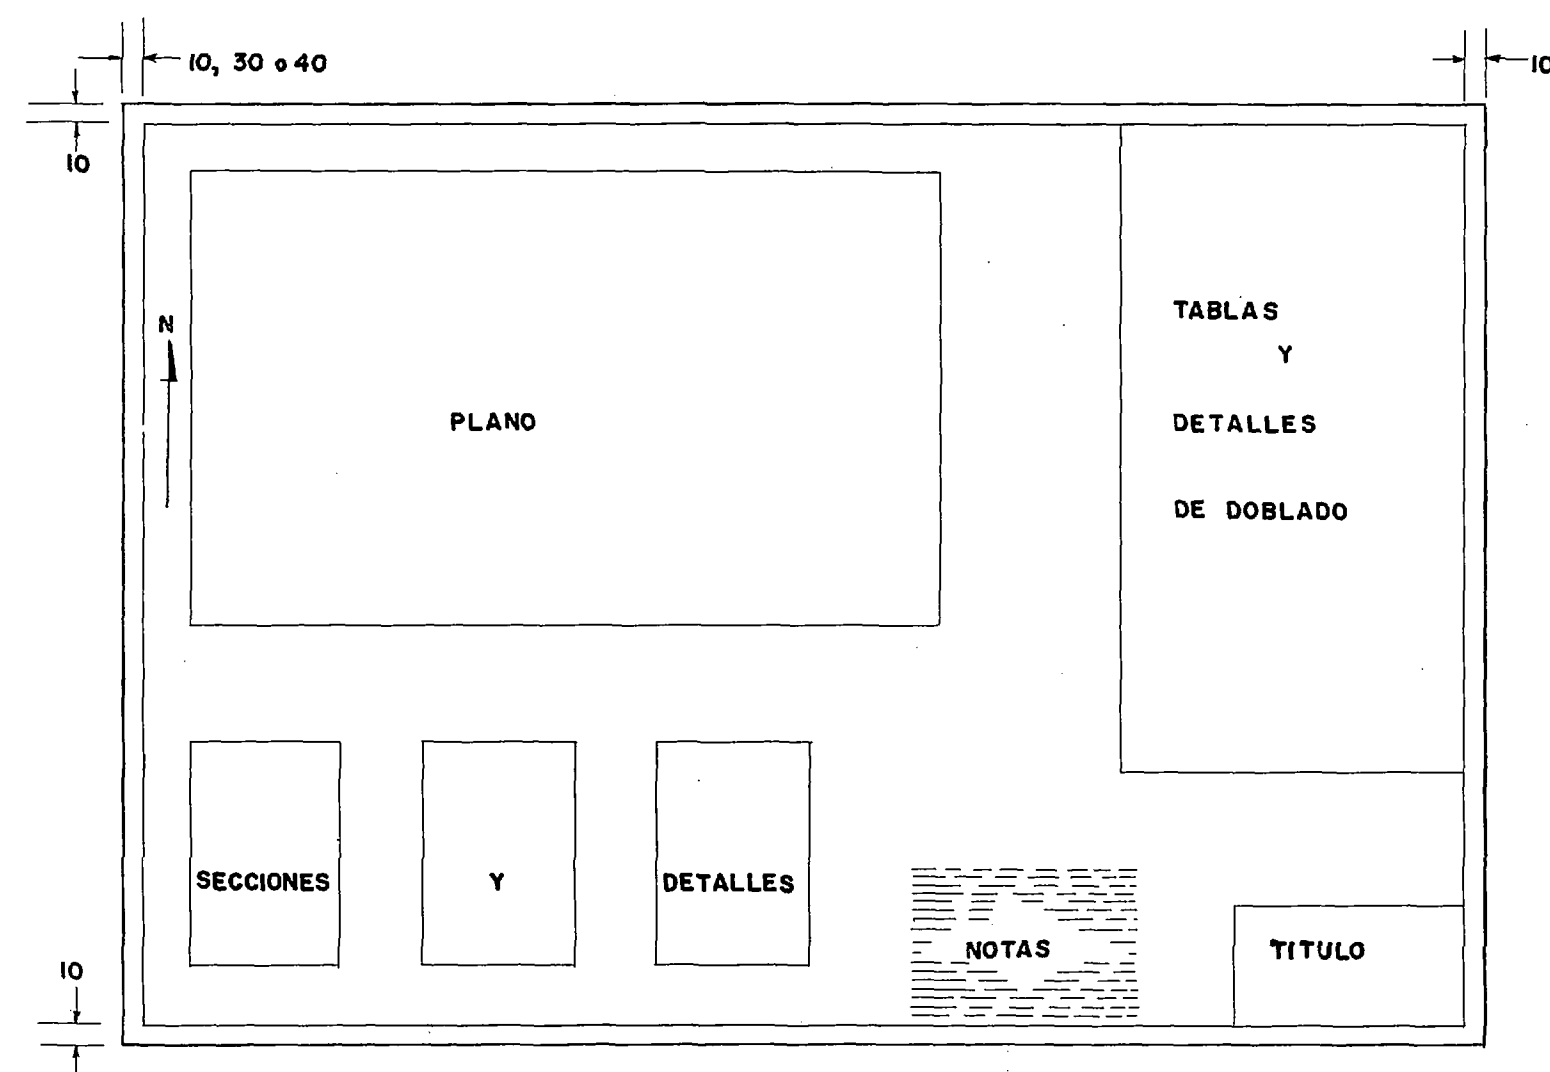 10, 30 o 40
10
10
N
PLANO
TABLAS
Y
DETALLES
DE DOBLADO
SECCIONES
Y
DETALLES
NOTAS
TITULO
10